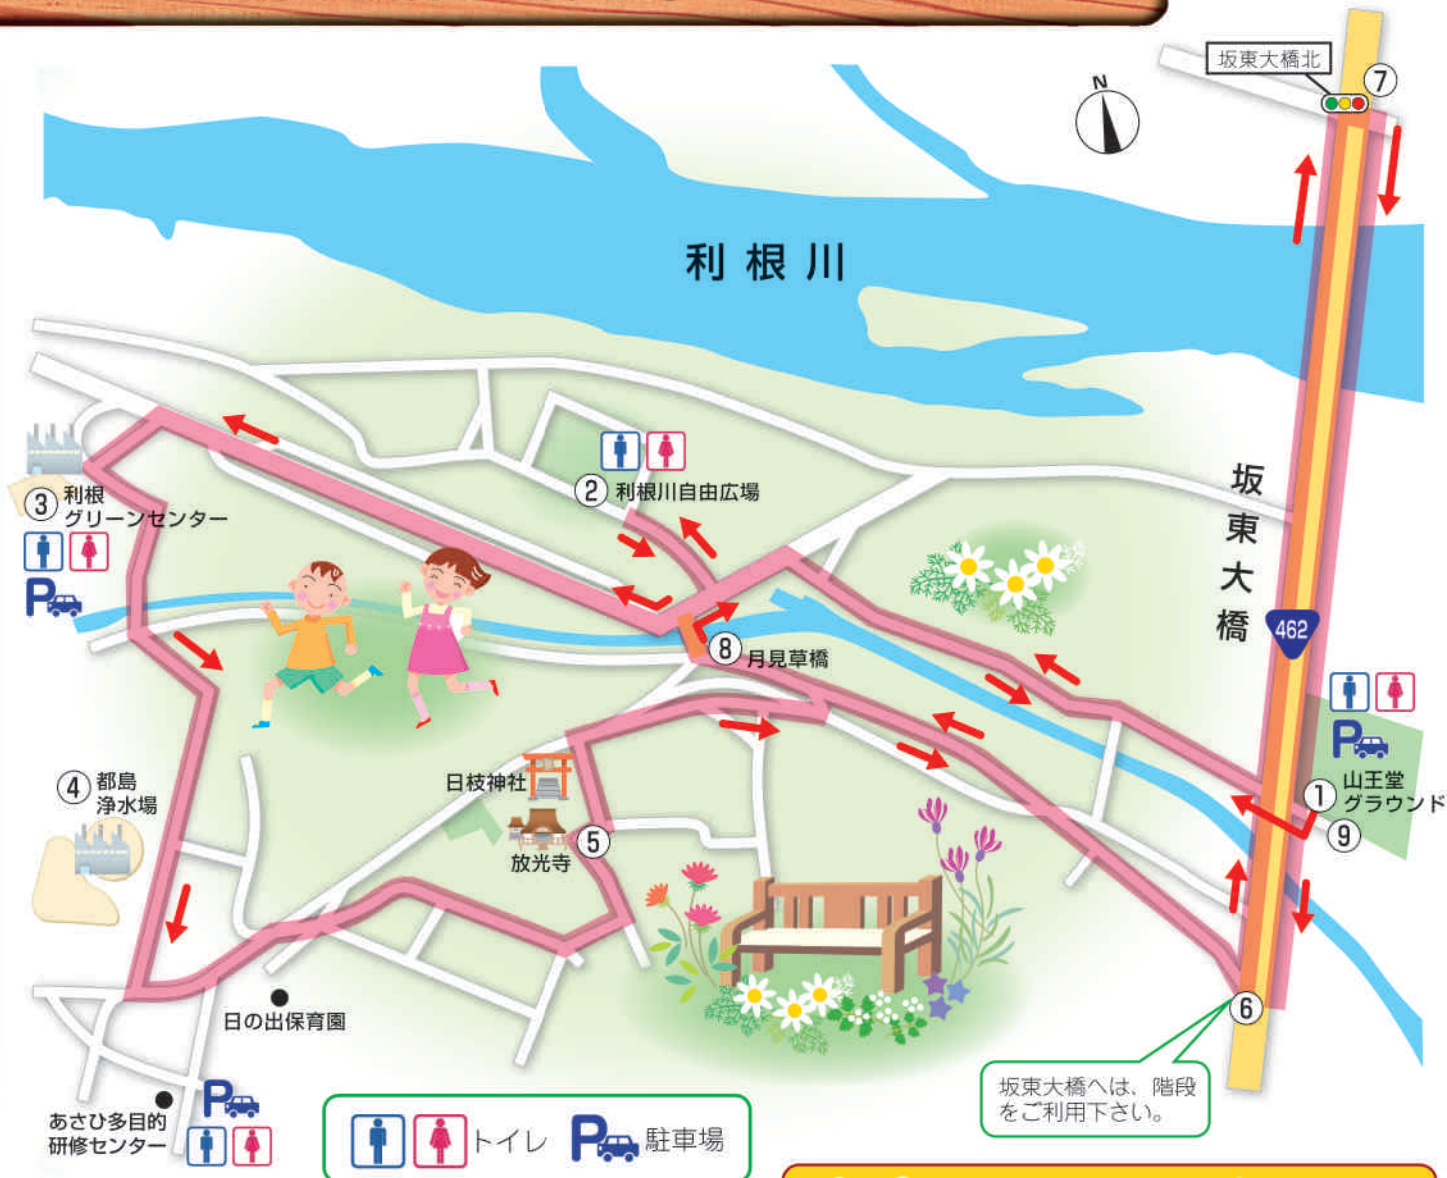 坂東大橋北
⑦
N
利根川
坂東大橋
462
② 利根川自由広場
③ 利根
グリーンセンター
P
⑧ 月見草橋
P
① 山王堂
グラウンド
⑨
④ 都島
浄水場
日枝神社
⑤
放光寺
日の出保育園
⑥
坂東大橋へは、階段
をご利用下さい。
あさひ多目的
研修センター
P
トイレ P 駐車場